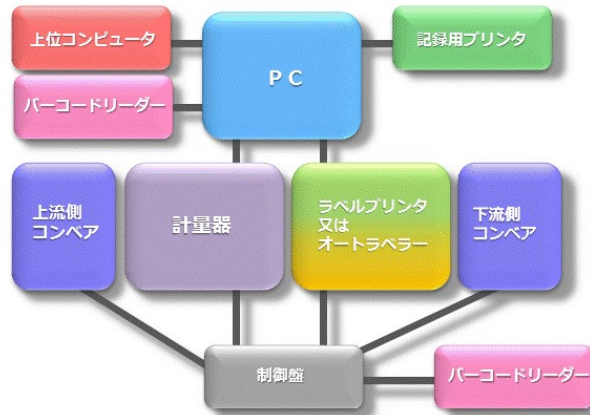 上位コンピュータ
PC
記録用プリンタ
バーコードリーダー
上流側
コンベア
計量器
ラベルプリンタ
又は
オートラベラー
下流側
コンベア
制御盤
バーコードリーダー